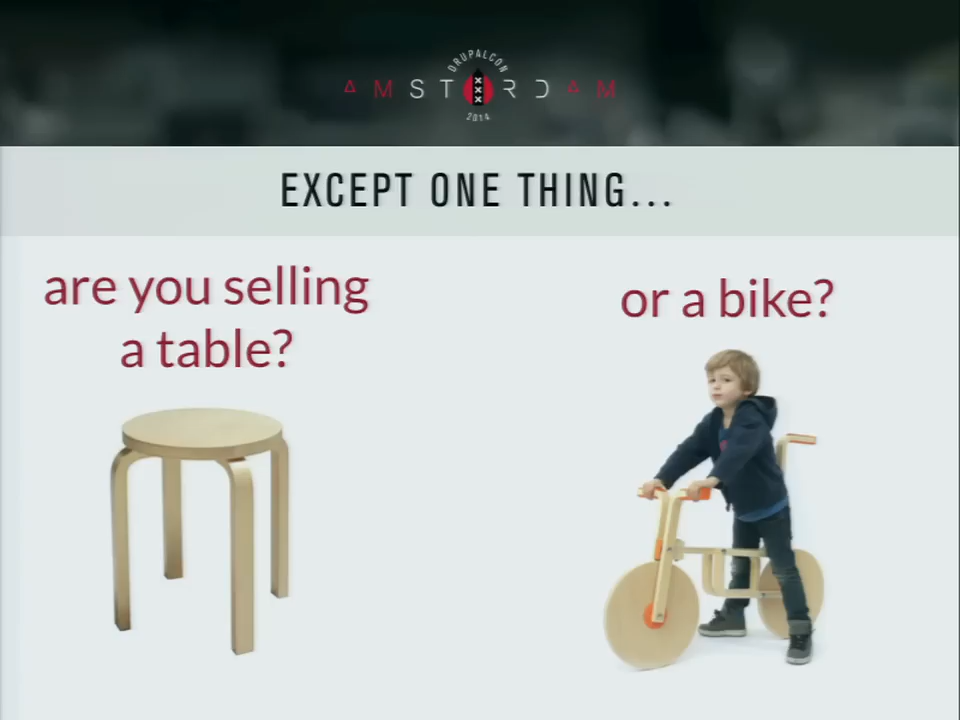 DRUPALCON
AMSTERDAM
2014
EXCEPT ONE THING...
are you selling
a table?
or a bike?